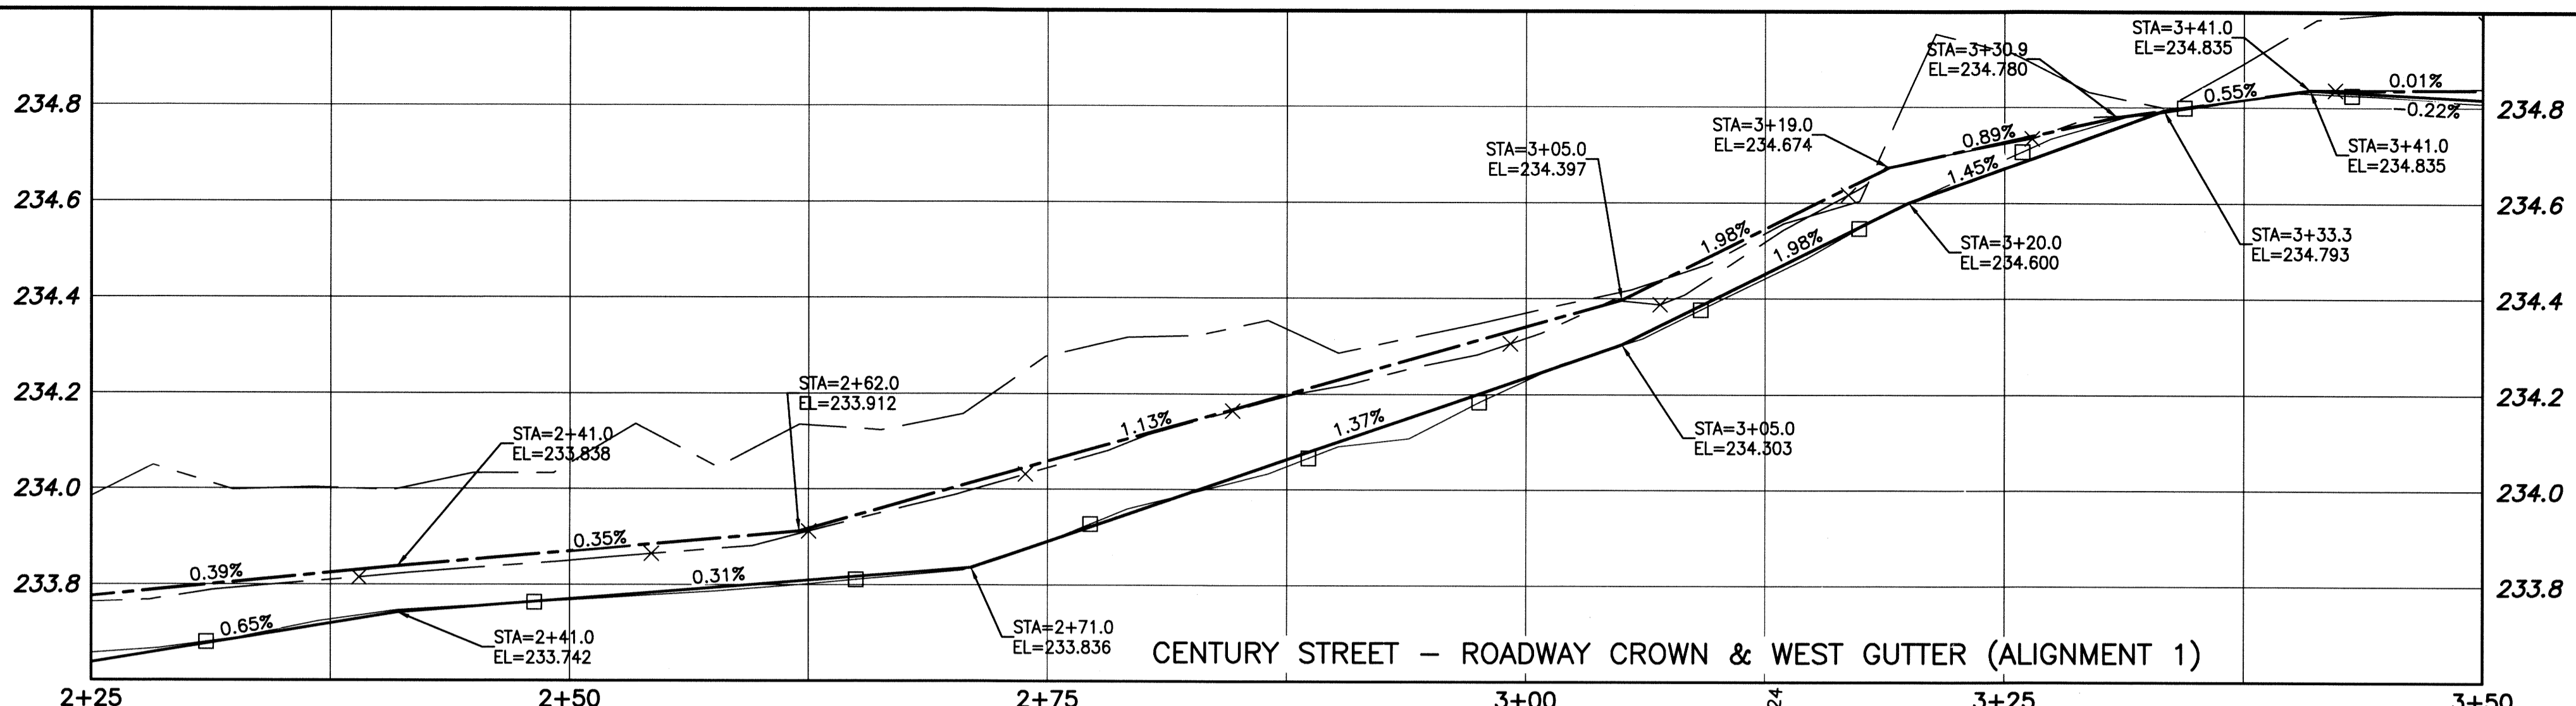 STA=3+41.0
EL=234.835
STA=3+30.9
EL=234.780
0.01%
0.55%
-0.22%
234.8
234.8
STA=3+19.0
EL=234.674
0.89%
STA=3+05.0
EL=234.397
STA=3+41.0
EL=234.835
1.45%
234.6
234.6
1.98%
1.98%
STA=3+20.0
EL=234.600
STA=3+33.3
EL=234.793
234.4
234.4
STA=2+62.0
EL=233.912
234.2
234.2
1.13%
1.37%
STA=2+41.0
EL=233.838
STA=3+05.0
EL=234.303
234.0
234.0
0.35%
0.39%
0.31%
233.8
233.8
0.65%
STA=2+41.0
EL=233.742
STA=2+71.0
EL=233.836
CENTURY STREET - ROADWAY CROWN & WEST GUTTER (ALIGNMENT 1)
2+25
2+50
2+75
3+00
24
3+25
3+50